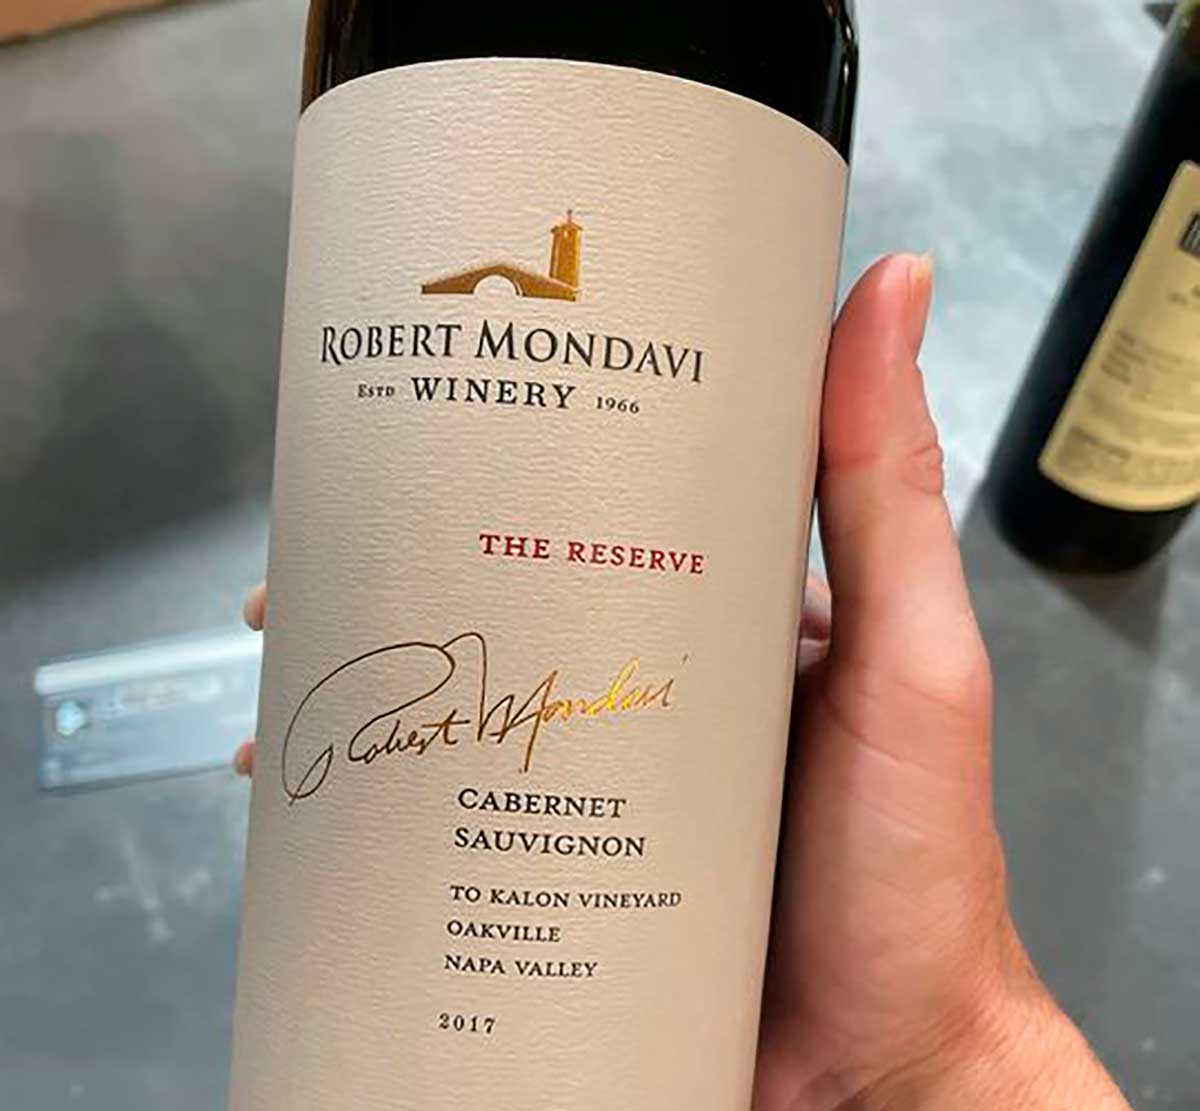 ROBERT MONDAVI
ESTD WINERY 1966
THE RESERVE
Robert Mondavi
CABERNET
SAUVIGNON
TO KALON VINEYARD
OAKVILLE
NAPA VALLEY
2017